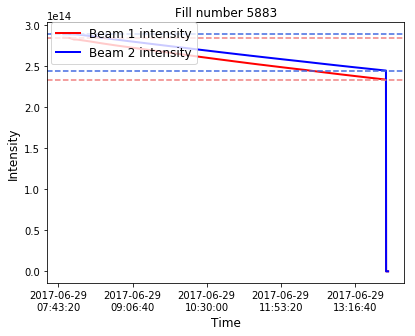 Fill number 5883
1e14
3.0
2.5
2.0
1.5
1.0
0.5
0.0
Intensity
Beam 1 intensity
Beam 2 intensity
2017-06-29 2017-06-29 2017-06-29 2017-06-29 2017-06-29
07:43:20 09:06:40 10:30:00 11:53:20 13:16:40
Time